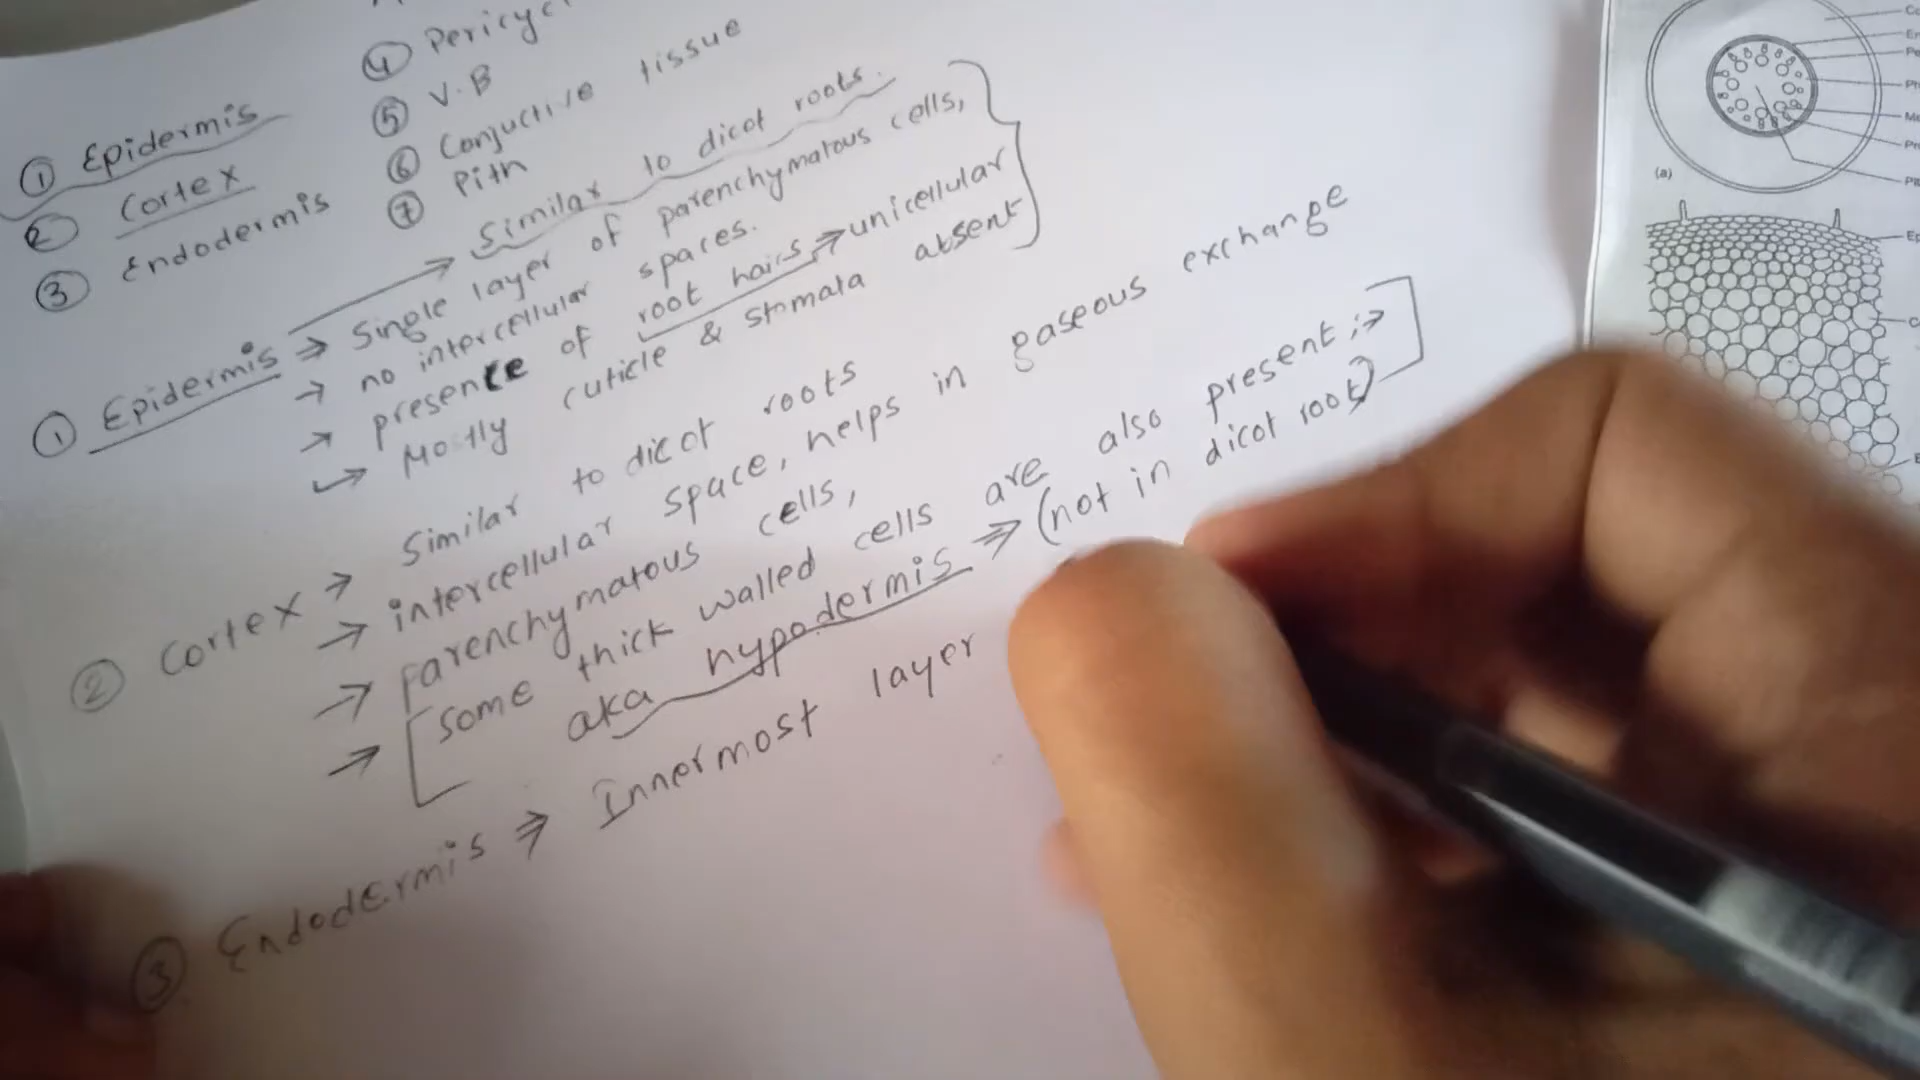 ① Epidermis
② Cortex
③ Endodermis
④ Pericycl
⑤ V.B
⑥ Conjuctive tissue
⑦ Pith
① Epidermis ⇒ Similar to dicot roots.
→ Single layer of parenchymatous cells,
→ no intercellular spaces.
→ presence of root hairs → unicellular
↳ Mostly cuticle & stomata absent
② Cortex → Similar to dicot roots
→ intercellular space, helps in gaseous exchange
→ parenchymatous cells,
→ [some thick walled cells are also present :→
aka hypodermis ⇒ (not in dicot root)]
③ Endodermis ⇒ Innermost layer
(a)